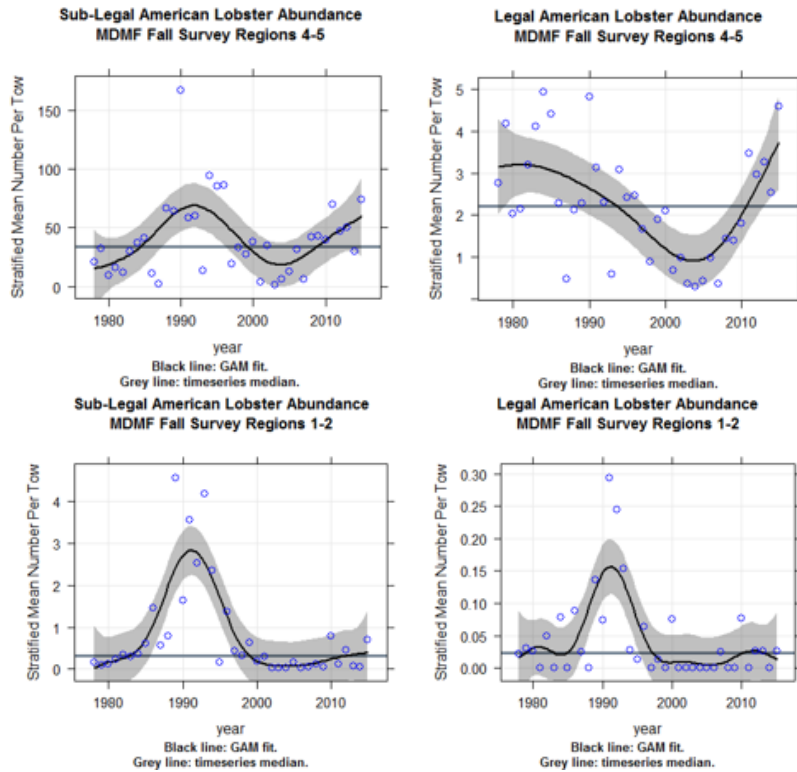 Sub-Legal American Lobster Abundance
MDMF Fall Survey Regions 4-5
Stratified Mean Number Per Tow
150
100
50
0
1980
1990
2000
2010
year
Black line: GAM fit.
Grey line: timeseries median.
Legal American Lobster Abundance
MDMF Fall Survey Regions 4-5
Stratified Mean Number Per Tow
5
4
3
2
1
1980
1990
2000
2010
year
Black line: GAM fit.
Grey line: timeseries median.
Sub-Legal American Lobster Abundance
MDMF Fall Survey Regions 1-2
Stratified Mean Number Per Tow
4
3
2
1
0
1980
1990
2000
2010
year
Black line: GAM fit.
Grey line: timeseries median.
Legal American Lobster Abundance
MDMF Fall Survey Regions 1-2
Stratified Mean Number Per Tow
0.30
0.25
0.20
0.15
0.10
0.05
0.00
1980
1990
2000
2010
year
Black line: GAM fit.
Grey line: timeseries median.